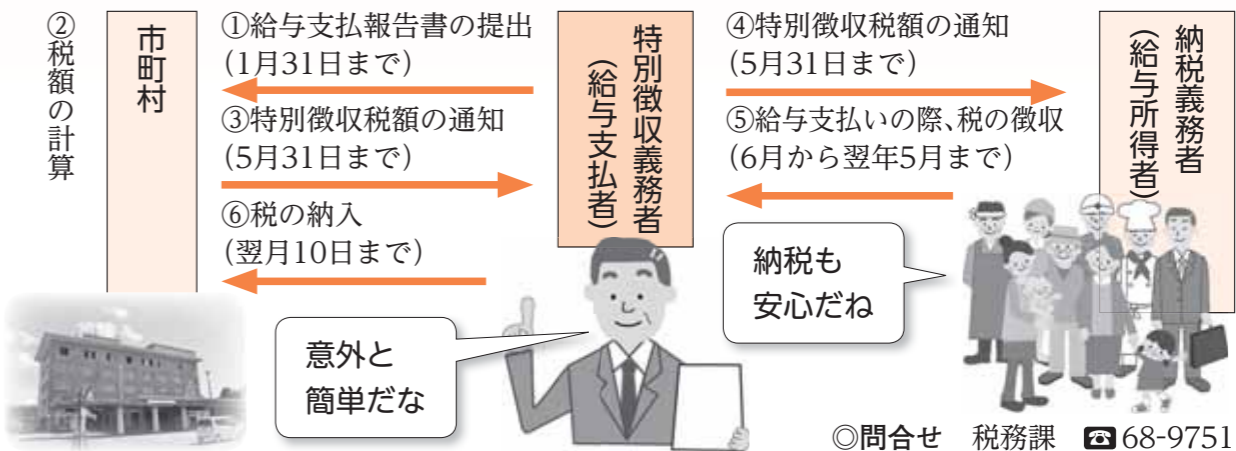 ②税額の計算
市町村
①給与支払報告書の提出
(1月31日まで)
③特別徴収税額の通知
(5月31日まで)
⑥税の納入
(翌月10日まで)
特別徴収義務者
(給与支払者)
④特別徴収税額の通知
(5月31日まで)
⑤給与支払いの際、税の徴収
(6月から翌年5月まで)
納税義務者
(給与所得者)
意外と
簡単だな
納税も
安心だね
◎問合せ 税務課 ☎68-9751